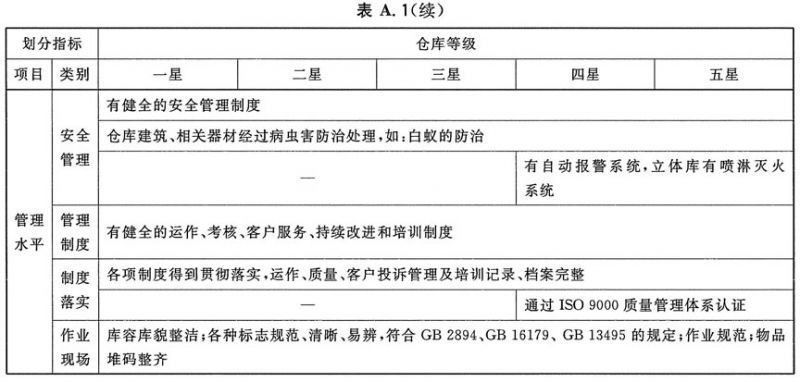 表 A.1(续)
划分指标 仓库等级
项目 类别 一星 二星 三星 四星 五星
管理水平
安全管理
有健全的安全管理制度
仓库建筑、相关器材经过病虫害防治处理,如:白蚁的防治
— 有自动报警系统,立体库有喷淋灭火
系统
管理制度
有健全的运作、考核、客户服务、持续改进和培训制度
制度落实
各项制度得到贯彻落实,运作、质量、客户投诉管理及培训记录、档案完整
— 通过 ISO 9000 质量管理体系认证
作业现场
库容库貌整洁;各种标志规范、清晰、易辨,符合 GB 2894、GB 16179、GB 13495 的规定;作业规范;物品
堆码整齐